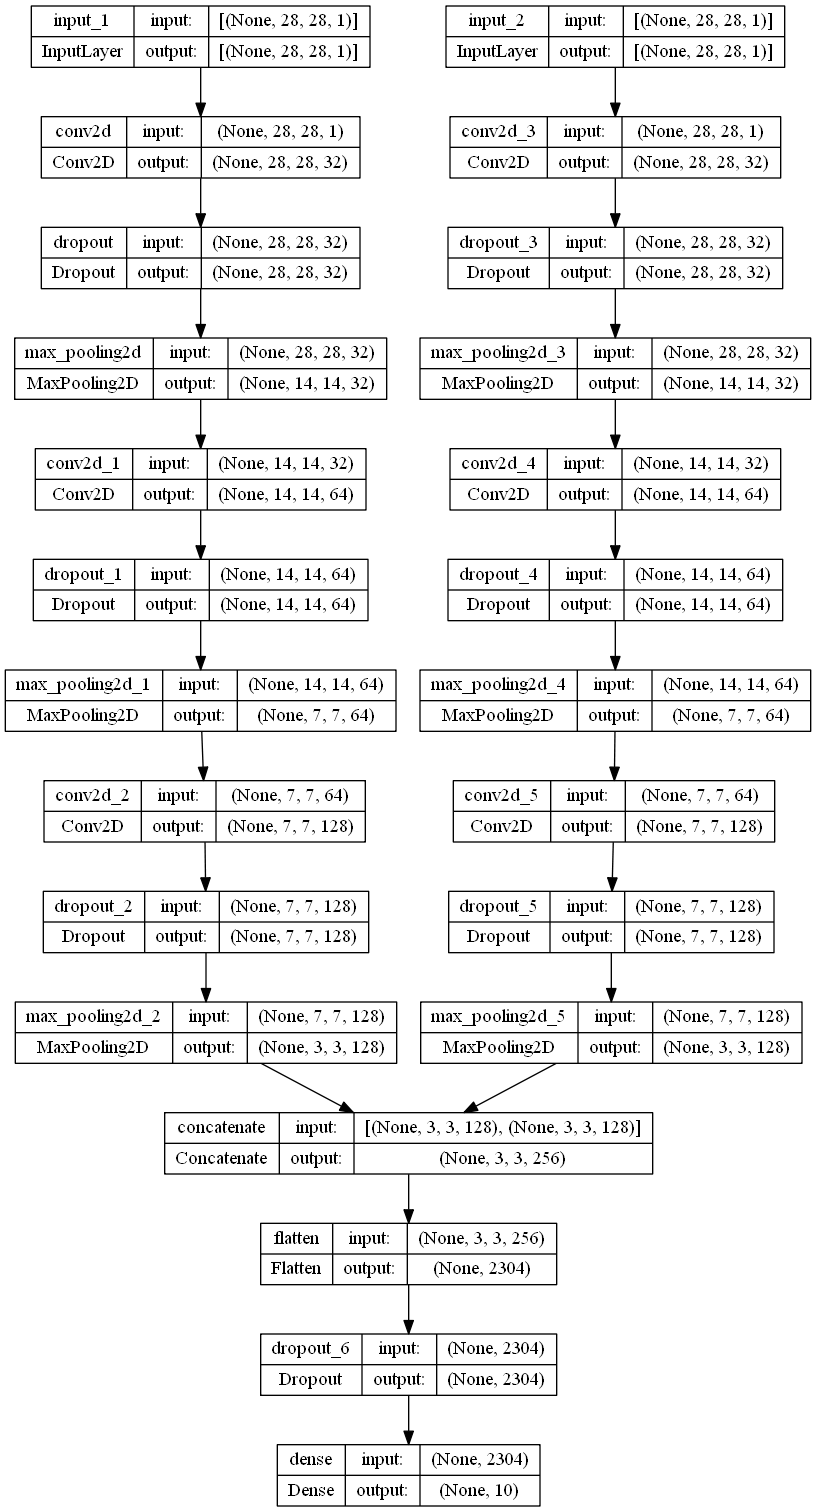 input_1 input: [(None, 28, 28, 1)]
InputLayer output: [(None, 28, 28, 1)]
input_2 input: [(None, 28, 28, 1)]
InputLayer output: [(None, 28, 28, 1)]
conv2d input: (None, 28, 28, 1)
Conv2D output: (None, 28, 28, 32)
conv2d_3 input: (None, 28, 28, 1)
Conv2D output: (None, 28, 28, 32)
dropout input: (None, 28, 28, 32)
Dropout output: (None, 28, 28, 32)
dropout_3 input: (None, 28, 28, 32)
Dropout output: (None, 28, 28, 32)
max_pooling2d input: (None, 28, 28, 32)
MaxPooling2D output: (None, 14, 14, 32)
max_pooling2d_3 input: (None, 28, 28, 32)
MaxPooling2D output: (None, 14, 14, 32)
conv2d_1 input: (None, 14, 14, 32)
Conv2D output: (None, 14, 14, 64)
conv2d_4 input: (None, 14, 14, 32)
Conv2D output: (None, 14, 14, 64)
dropout_1 input: (None, 14, 14, 64)
Dropout output: (None, 14, 14, 64)
dropout_4 input: (None, 14, 14, 64)
Dropout output: (None, 14, 14, 64)
max_pooling2d_1 input: (None, 14, 14, 64)
MaxPooling2D output: (None, 7, 7, 64)
max_pooling2d_4 input: (None, 14, 14, 64)
MaxPooling2D output: (None, 7, 7, 64)
conv2d_2 input: (None, 7, 7, 64)
Conv2D output: (None, 7, 7, 128)
conv2d_5 input: (None, 7, 7, 64)
Conv2D output: (None, 7, 7, 128)
dropout_2 input: (None, 7, 7, 128)
Dropout output: (None, 7, 7, 128)
dropout_5 input: (None, 7, 7, 128)
Dropout output: (None, 7, 7, 128)
max_pooling2d_2 input: (None, 7, 7, 128)
MaxPooling2D output: (None, 3, 3, 128)
max_pooling2d_5 input: (None, 7, 7, 128)
MaxPooling2D output: (None, 3, 3, 128)
concatenate input: [(None, 3, 3, 128), (None, 3, 3, 128)]
Concatenate output: (None, 3, 3, 256)
flatten input: (None, 3, 3, 256)
Flatten output: (None, 2304)
dropout_6 input: (None, 2304)
Dropout output: (None, 2304)
dense input: (None, 2304)
Dense output: (None, 10)